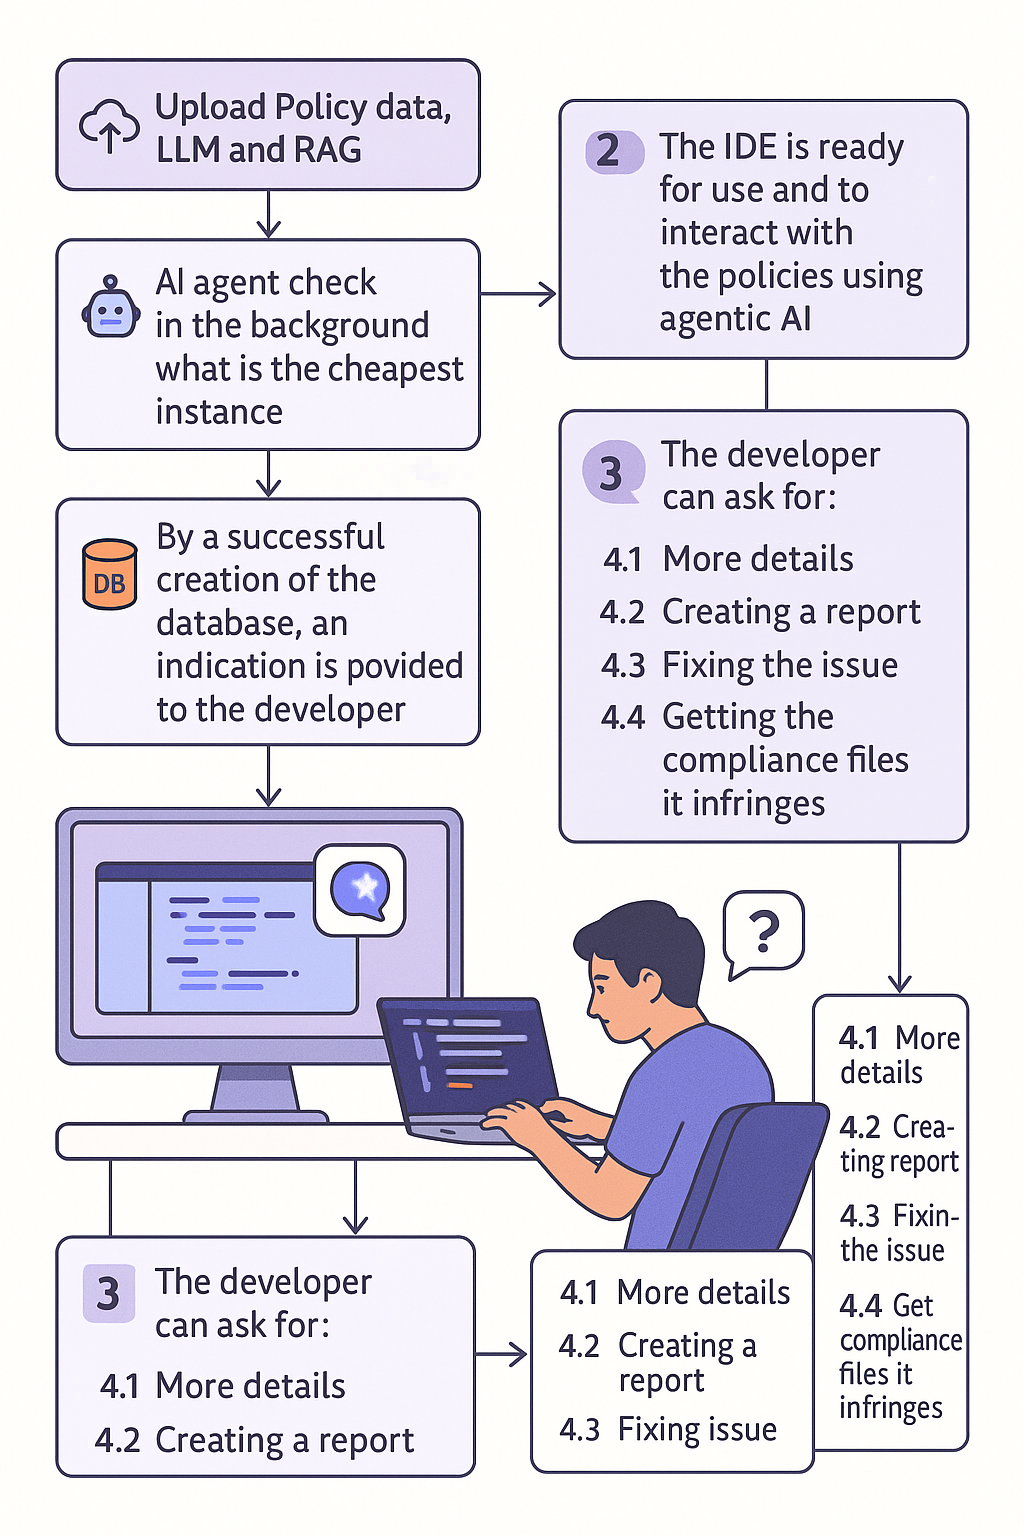 Upload Policy data,
LLM and RAG
AI agent check
in the background
what is the cheapest
instance
By a successful
creation of the
database, an
indication is povided
to the developer
DB
2
The IDE is ready
for use and to
interact with
the policies using
agentic AI
3
The developer
can ask for:
4.1 More details
4.2 Creating a report
4.3 Fixing the issue
4.4 Getting the
compliance files
it infringes
?
3
The developer
can ask for:
4.1 More details
4.2 Creating a report
4.1 More details
4.2 Creating a
report
4.3 Fixing issue
4.1 More
details
4.2 Crea-
ting report
4.3 Fixin-
the issue
4.4 Get
compliance
files it
infringes